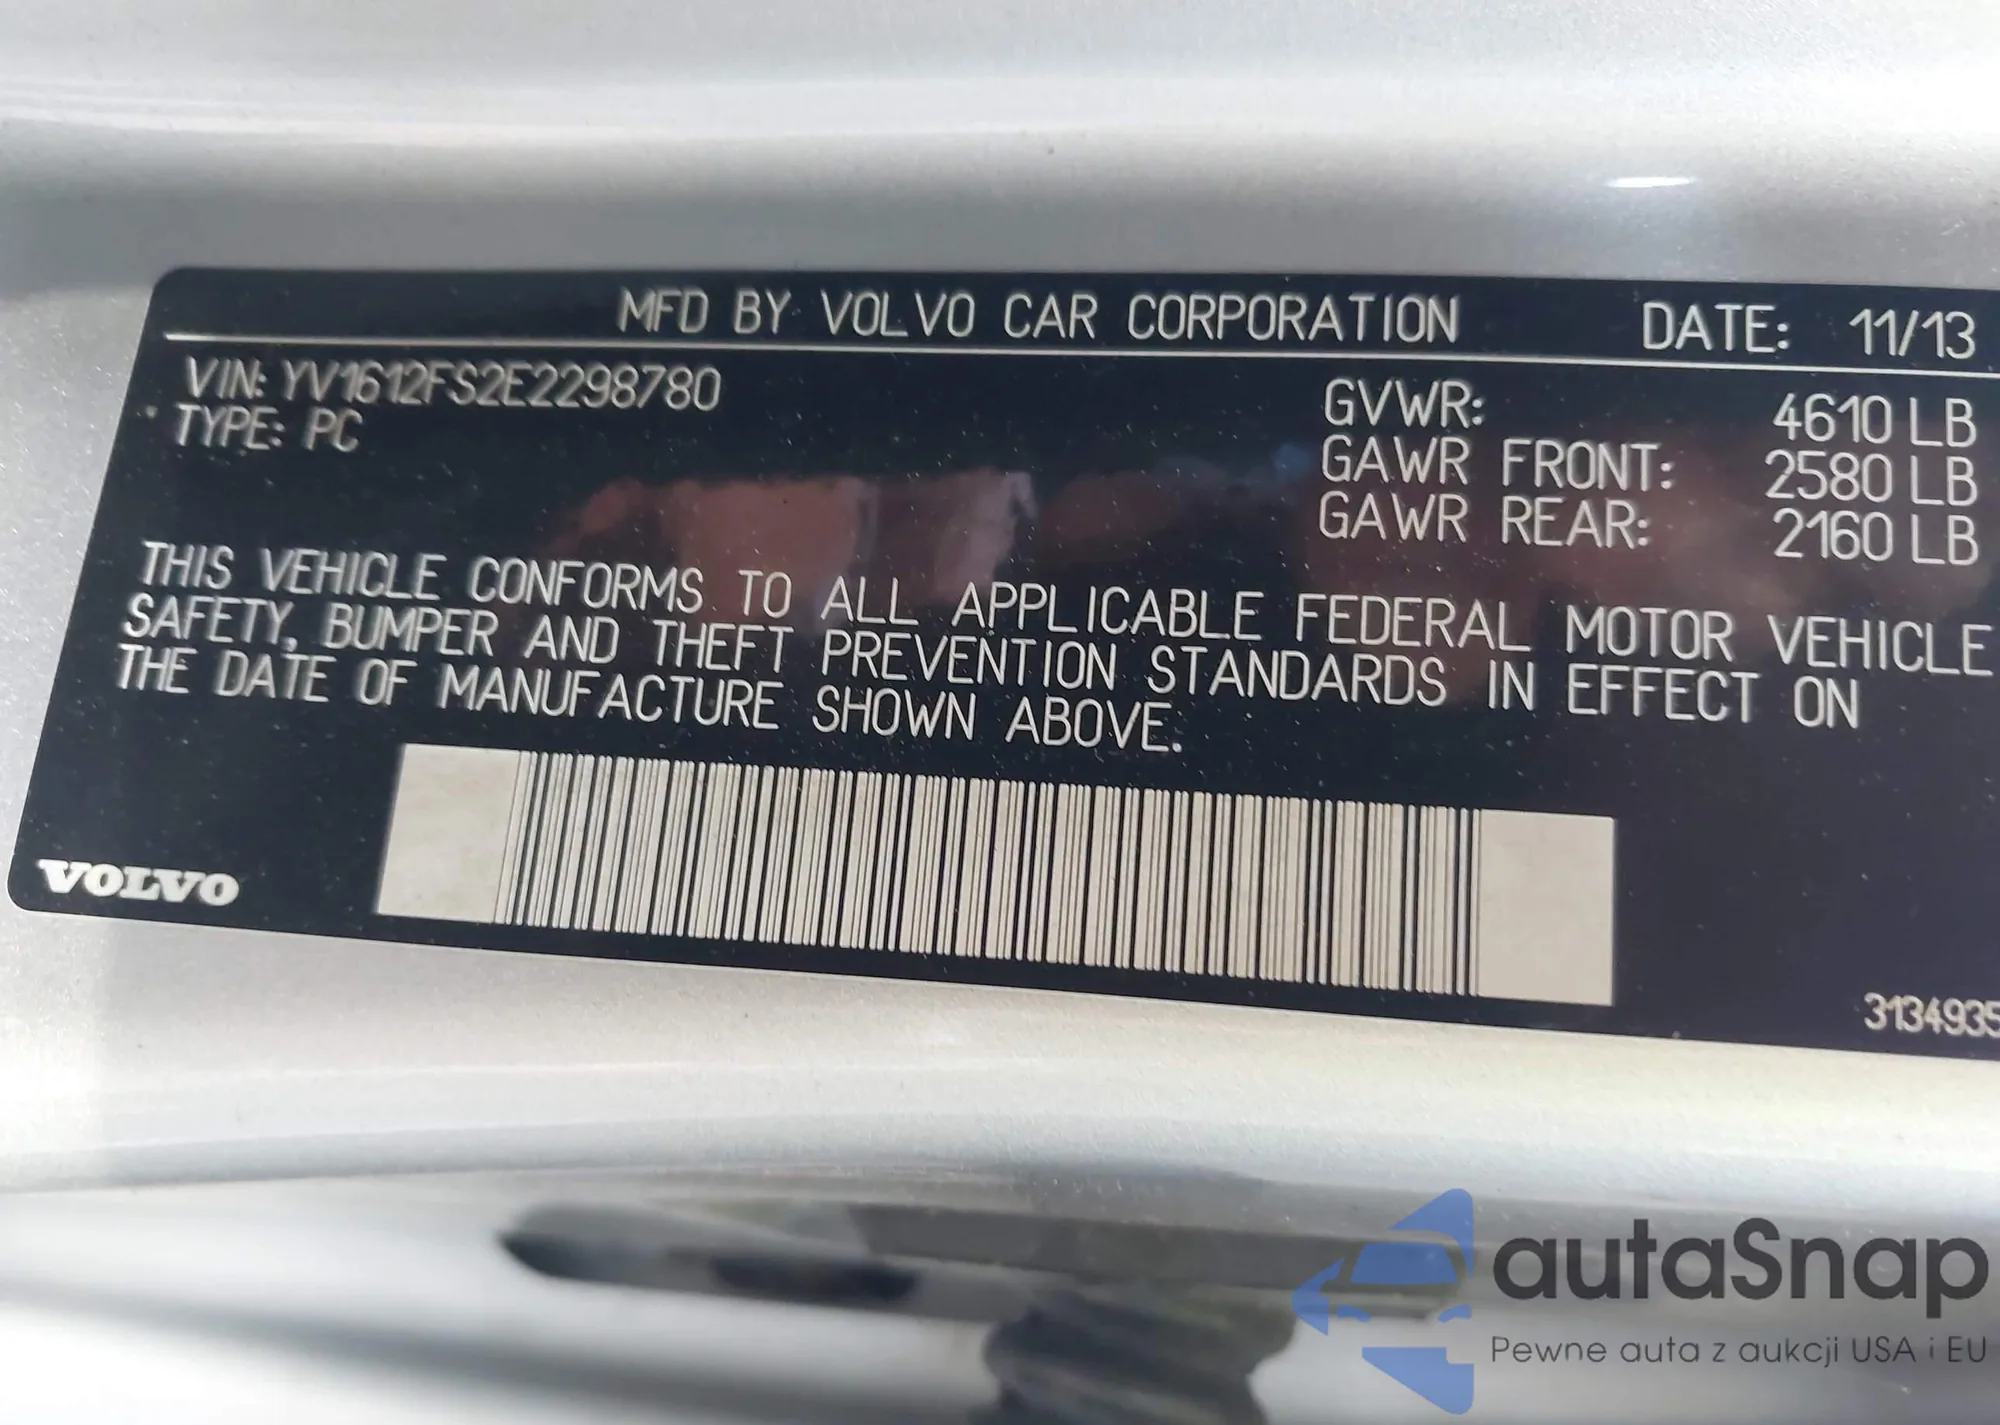 MFD BY VOLVO CAR CORPORATION DATE: 11/13
VIN: YV1612FS2E2298780
TYPE: PC
GVWR: 4610 LB
GAWR FRONT: 2580 LB
GAWR REAR: 2160 LB
THIS VEHICLE CONFORMS TO ALL APPLICABLE FEDERAL MOTOR VEHICLE
SAFETY, BUMPER AND THEFT PREVENTION STANDARDS IN EFFECT ON
THE DATE OF MANUFACTURE SHOWN ABOVE.
VOLVO
3134935
autaSnap
Pewne auta z aukcji USA i EU